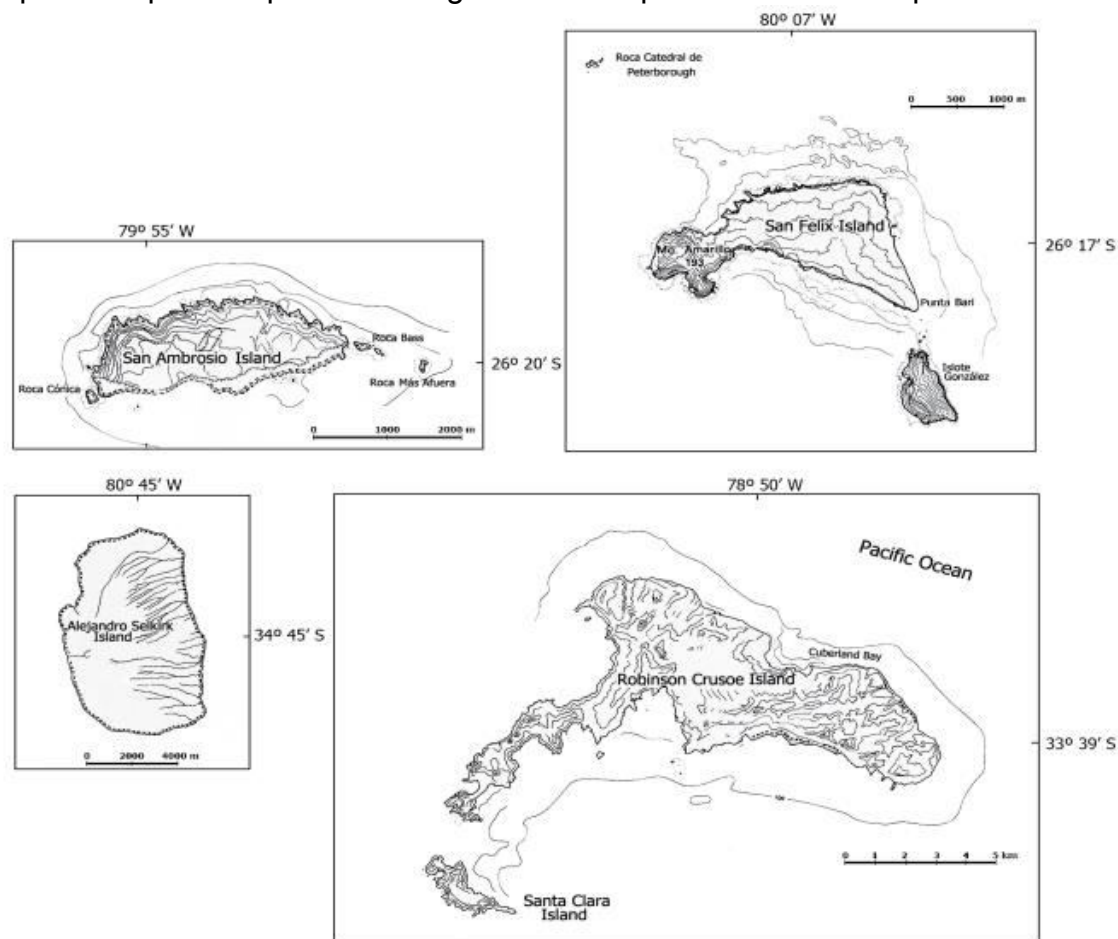 80º 07' W
Roca Catedral de
Peterborough
0 500 1000 m
San Felix Island
Mo. Amarillo
193
26º 17' S
Punta Bari
Islote
González
79º 55' W
San Ambrosio Island
Roca Bass
Roca Más Afuera
Roca Cónica
26º 20' S
0 1000 2000 m
80º 45' W
Alejandro Selkirk
Island
34º 45' S
0 2000 4000 m
78º 50' W
Pacific Ocean
Cuberland Bay
Robinson Crusoe Island
33º 39' S
0 1 2 3 4 5 km
Santa Clara
Island